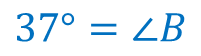 37° = ∠B